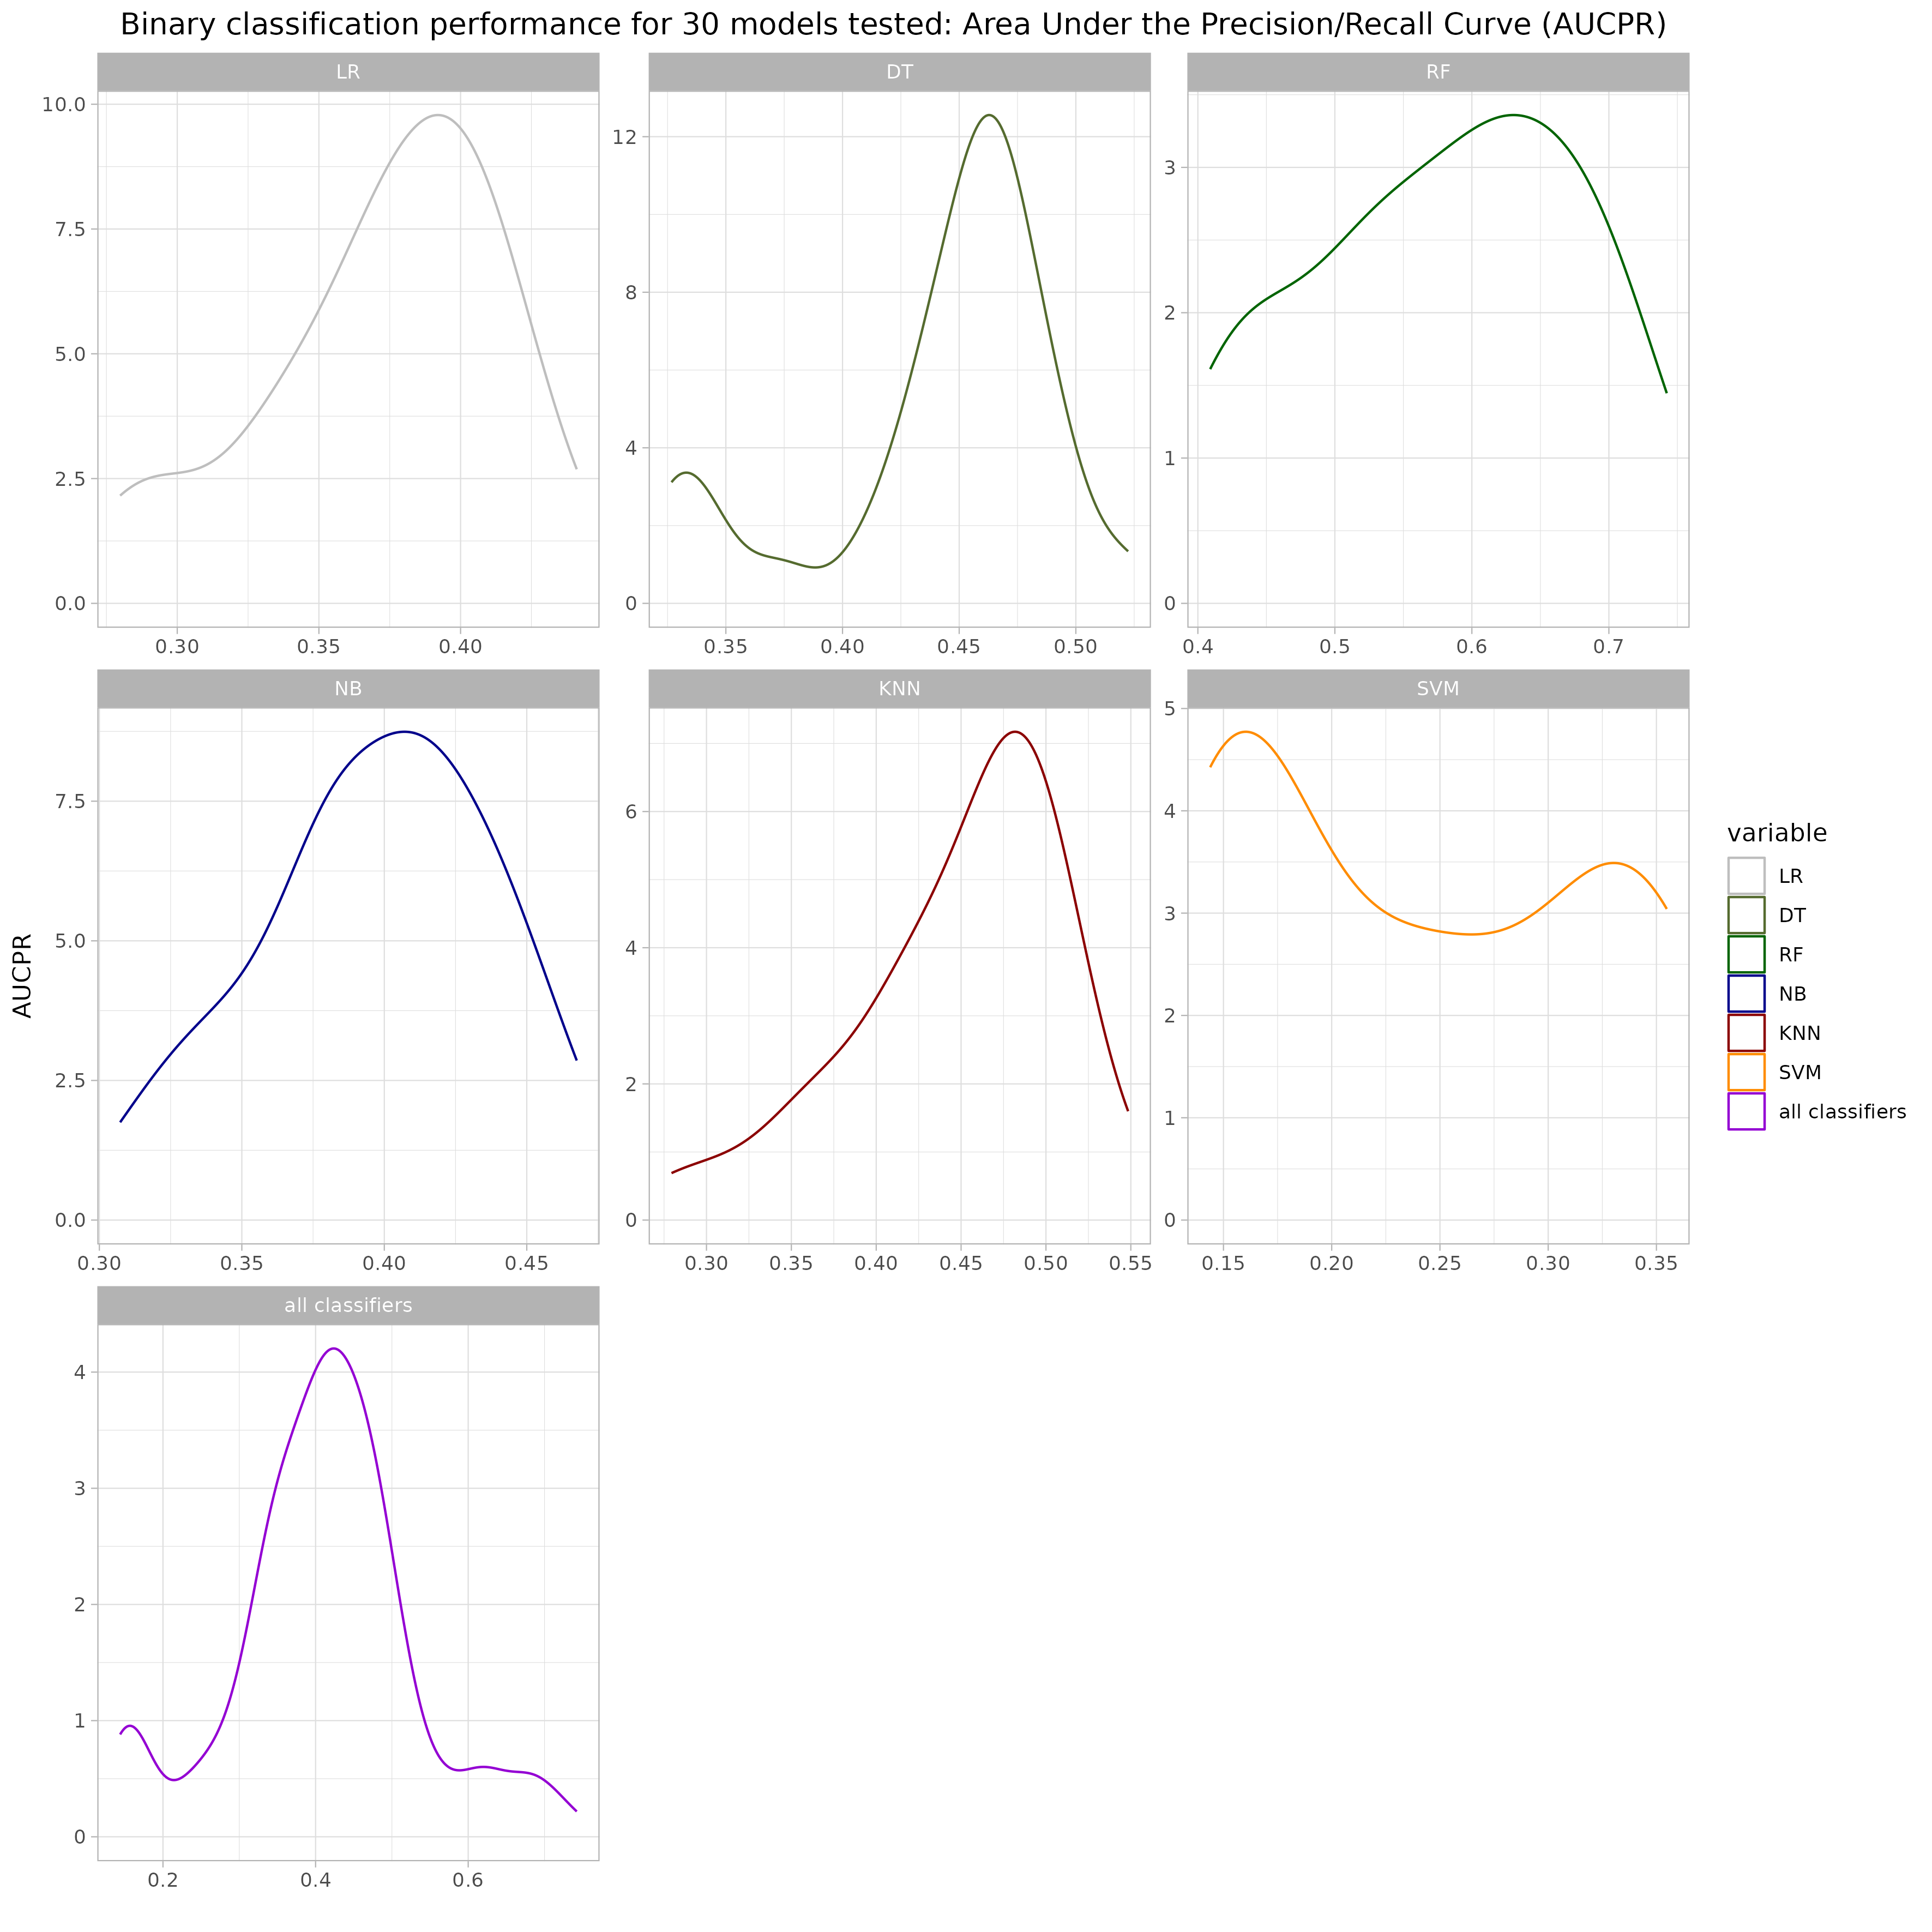 Binary classification performance for 30 models tested: Area Under the Precision/Recall Curve (AUCPR)
LR
DT
RF
10.0
7.5
5.0
2.5
0.0
0.30 0.35 0.40
12
8
4
0
0.35 0.40 0.45 0.50
3
2
1
0
0.4 0.5 0.6 0.7
NB
KNN
SVM
AUCPR
7.5
5.0
2.5
0.0
0.30 0.35 0.40 0.45
6
4
2
0
0.30 0.35 0.40 0.45 0.50 0.55
5
4
3
2
1
0
0.15 0.20 0.25 0.30 0.35
all classifiers
4
3
2
1
0
0.2 0.4 0.6
variable
LR
DT
RF
NB
KNN
SVM
all classifiers